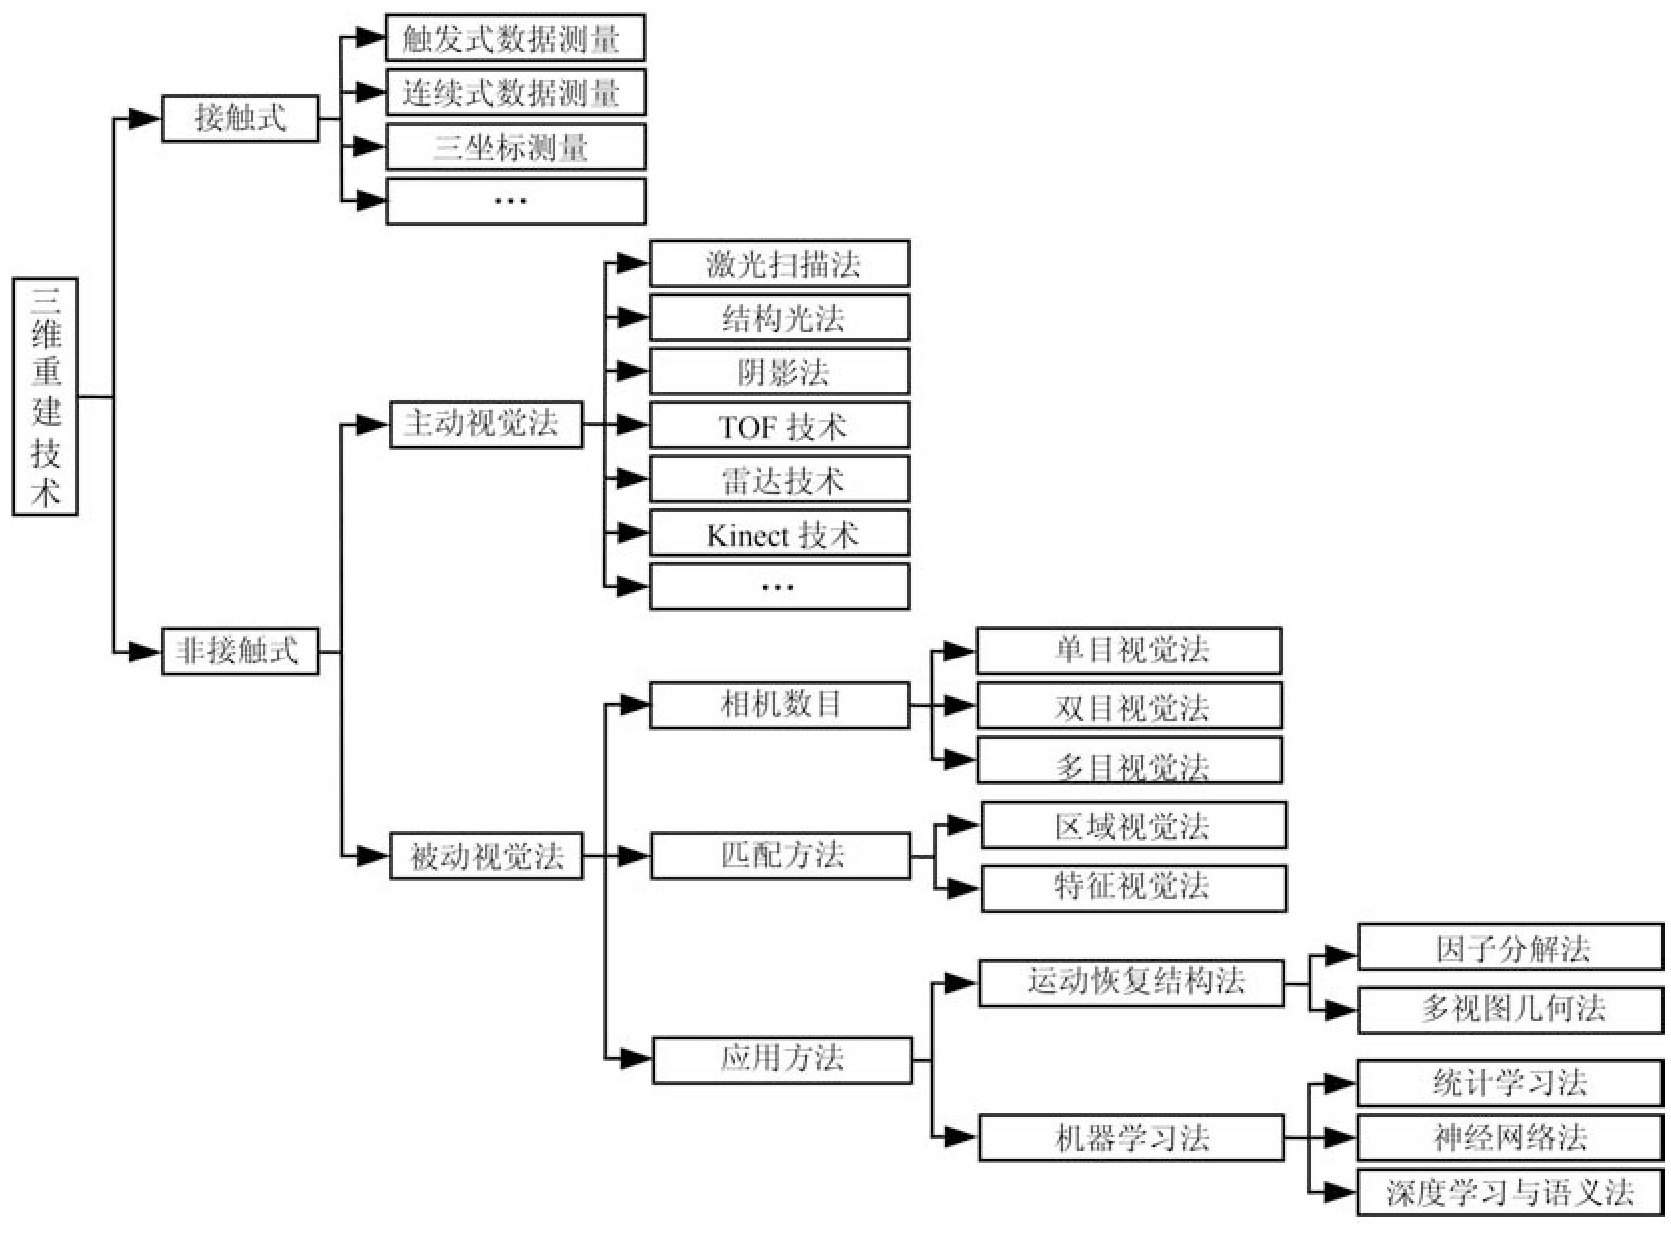 三维重建技术
接触式
触发式数据测量
连续式数据测量
三坐标测量
…
非接触式
主动视觉法
激光扫描法
结构光法
阴影法
TOF 技术
雷达技术
Kinect 技术
…
被动视觉法
相机数目
单目视觉法
双目视觉法
多目视觉法
匹配方法
区域视觉法
特征视觉法
应用方法
运动恢复结构法
因子分解法
多视图几何法
机器学习法
统计学习法
神经网络法
深度学习与语义法